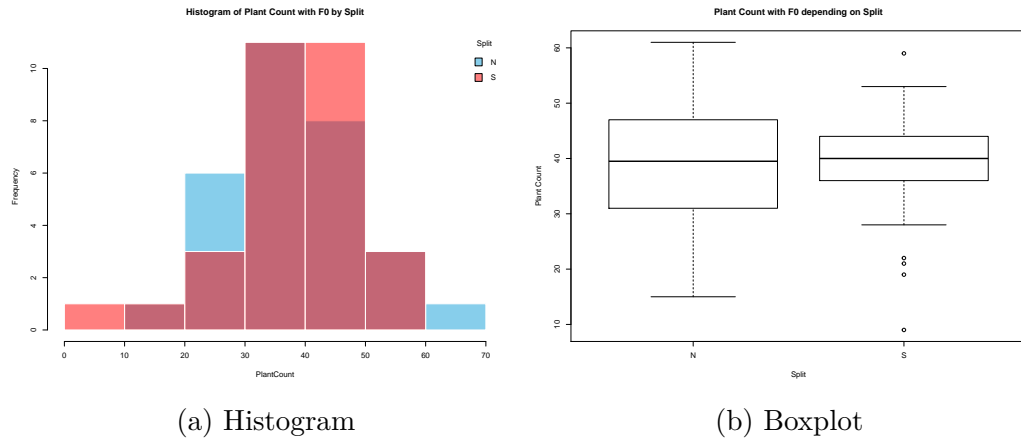 Histogram of Plant Count with F0 by Split
Split
N
S
Frequency
0
2
4
6
8
10
0 10 20 30 40 50 60 70
PlantCount
(a) Histogram
Plant Count with F0 depending on Split
Plant Count
60
50
40
30
20
10
N S
Split
(b) Boxplot